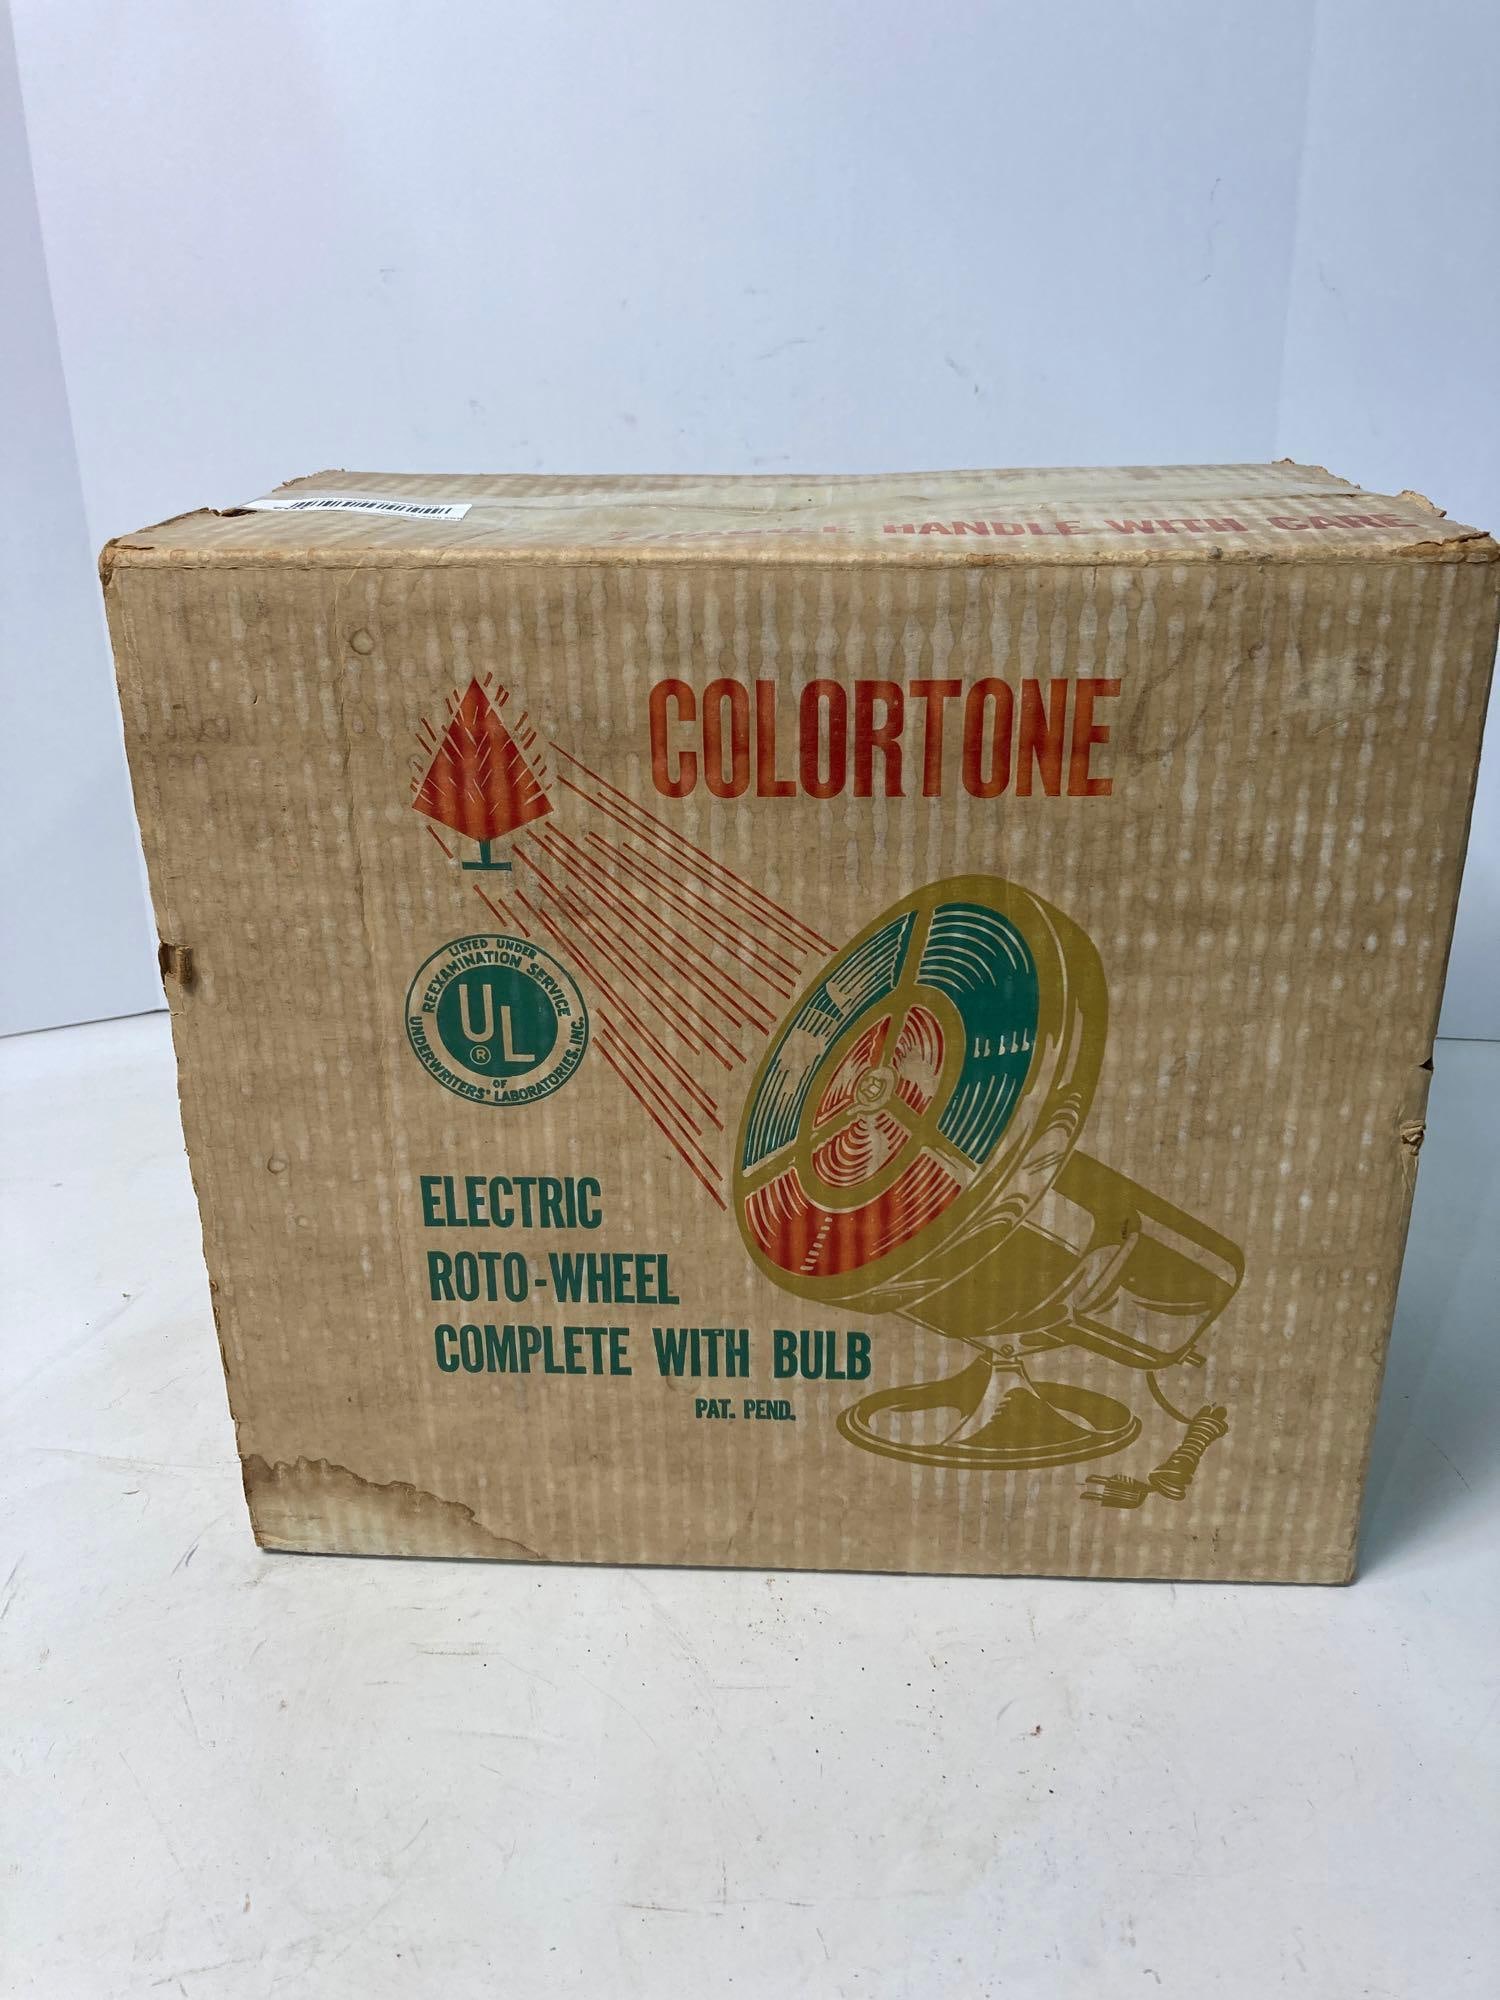 HANDLE WITH CARE
COLORTONE
LISTED UNDER
REEXAMINATION SERVICE
UL
®
OF
UNDERWRITERS' LABORATORIES, INC.
ELECTRIC
ROTO-WHEEL
COMPLETE WITH BULB
PAT. PEND.